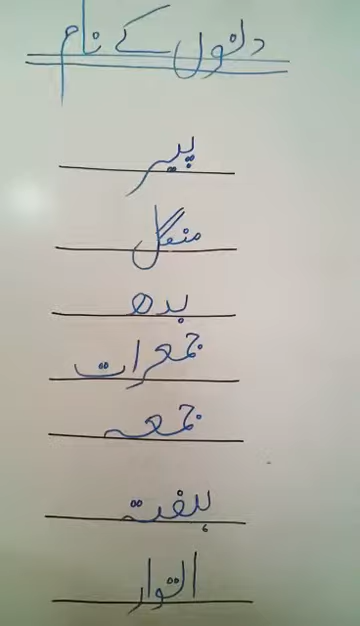 دنوں کے نام
پیر
منگل
بدھ
جمعرات
جمعہ
ہفتہ
اتوار